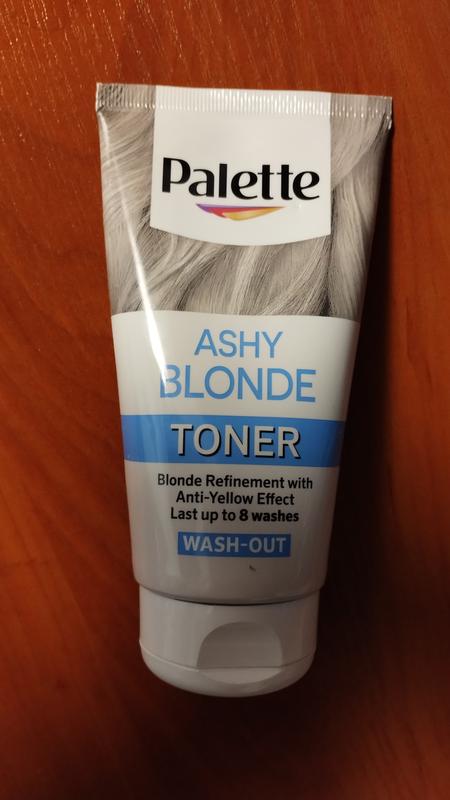 Palette
ASHY
BLONDE
TONER
Blonde Refinement with
Anti-Yellow Effect
Last up to 8 washes
WASH-OUT